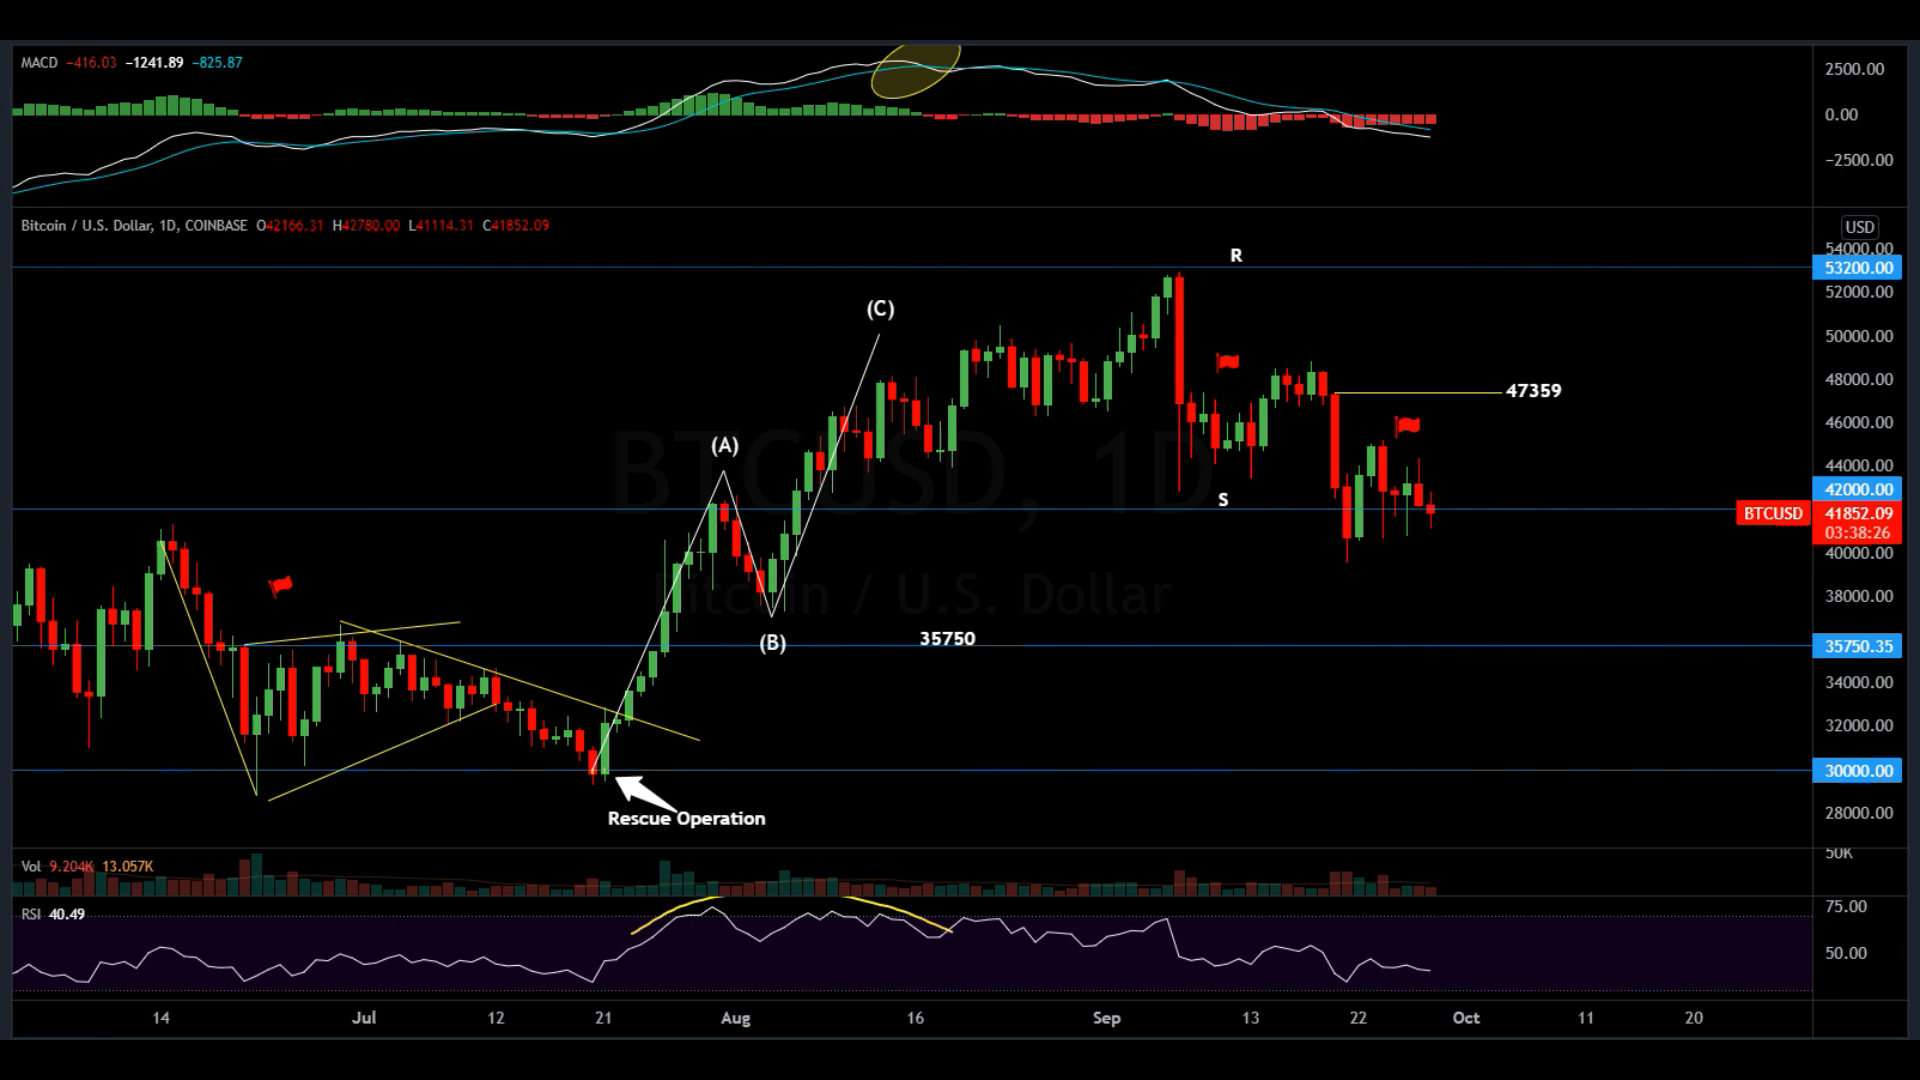 MACD −416.03 −1241.89 −825.87
2500.00
0.00
−2500.00
Bitcoin / U.S. Dollar, 1D, COINBASE O42166.31 H42780.00 L41114.31 C41852.09
USD
54000.00
53200.00
52000.00
50000.00
48000.00
46000.00
44000.00
42000.00
BTCUSD 41852.09
03:38:26
40000.00
38000.00
35750.35
34000.00
32000.00
30000.00
28000.00
R
(C)
47359
(A)
BTCUSD, 1D
S
Bitcoin / U.S. Dollar
(B)
35750
Rescue Operation
Vol 9.204K 13.057K
50K
RSI 40.49
75.00
50.00
14 Jul 12 21 Aug 16 Sep 13 22 Oct 11 20